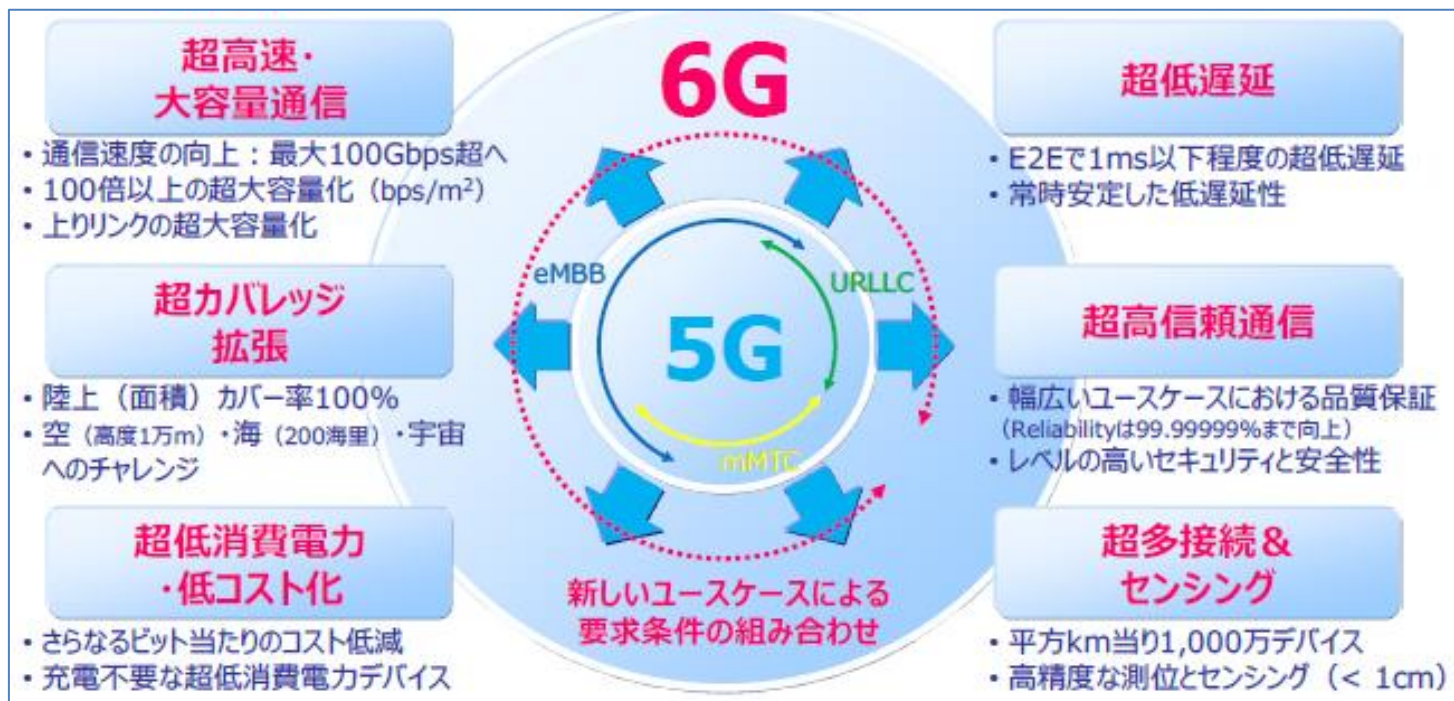 超高速・
大容量通信
・通信速度の向上：最大100Gbps超へ
・100倍以上の超大容量化（bps/m²）
・上りリンクの超大容量化
超カバレッジ
拡張
・陸上（面積）カバー率100%
・空（高度1万m）・海（200海里）・宇宙
へのチャレンジ
超低消費電力
・低コスト化
・さらなるビット当たりのコスト低減
・充電不要な超低消費電力デバイス
6G
eMBB
URLLC
5G
mMTC
新しいユースケースによる
要求条件の組み合わせ
超低遅延
・E2Eで1ms以下程度の超低遅延
・常時安定した低遅延性
超高信頼通信
・幅広いユースケースにおける品質保証
（Reliabilityは99.99999%まで向上）
・レベルの高いセキュリティと安全性
超多接続＆
センシング
・平方km当り1,000万デバイス
・高精度な測位とセンシング（< 1cm）